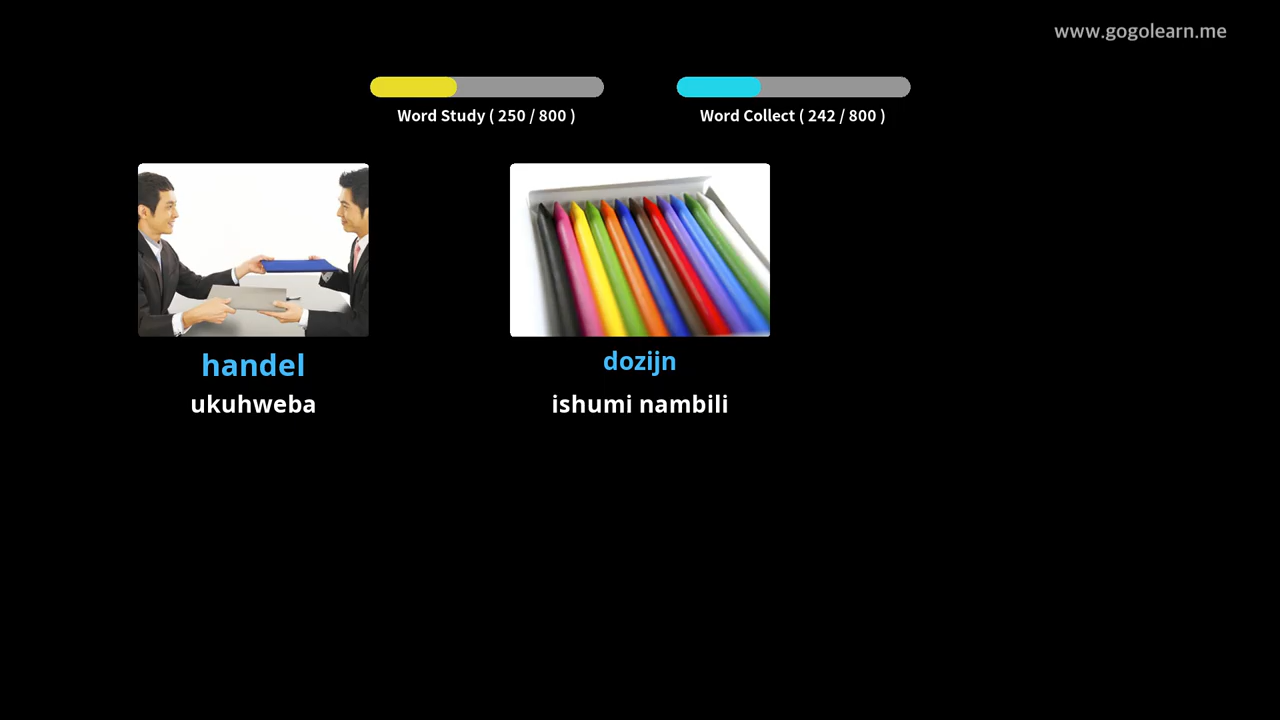 www.gogolearn.me
Word Study ( 250 / 800 )
Word Collect ( 242 / 800 )
handel
ukuhweba
dozijn
ishumi nambili